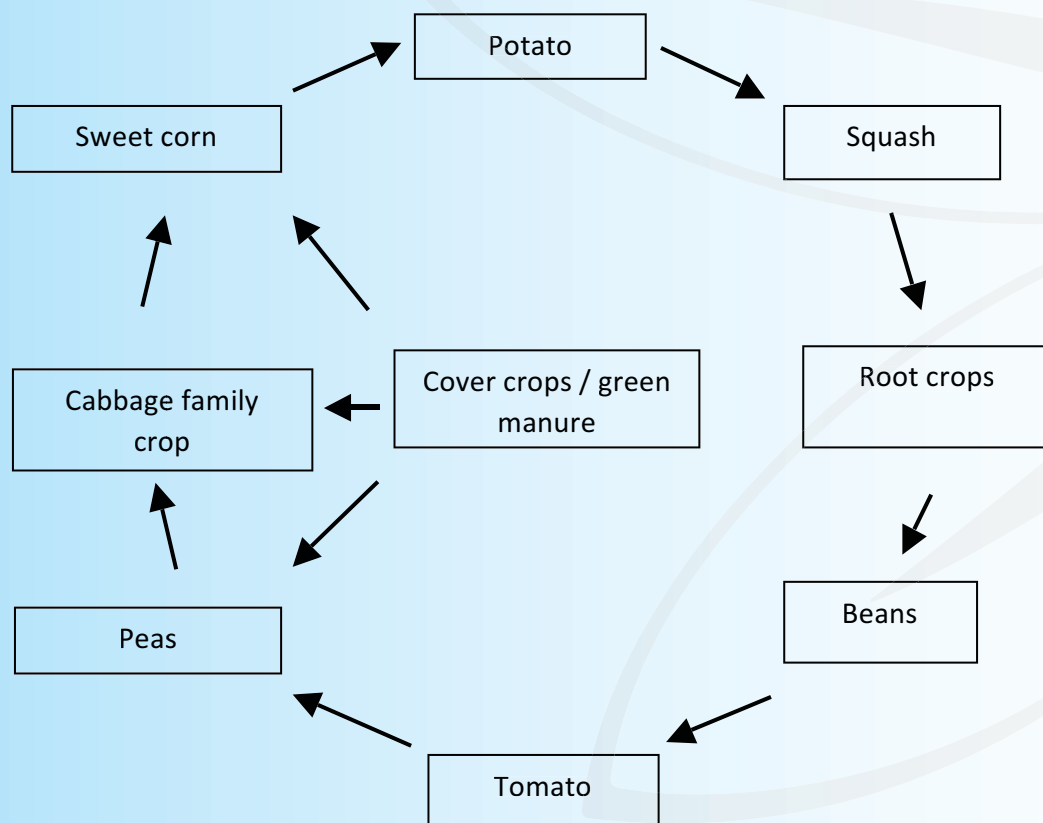 Potato
Sweet corn
Squash
Root crops
Cover crops / green
manure
Cabbage family
crop
Beans
Peas
Tomato